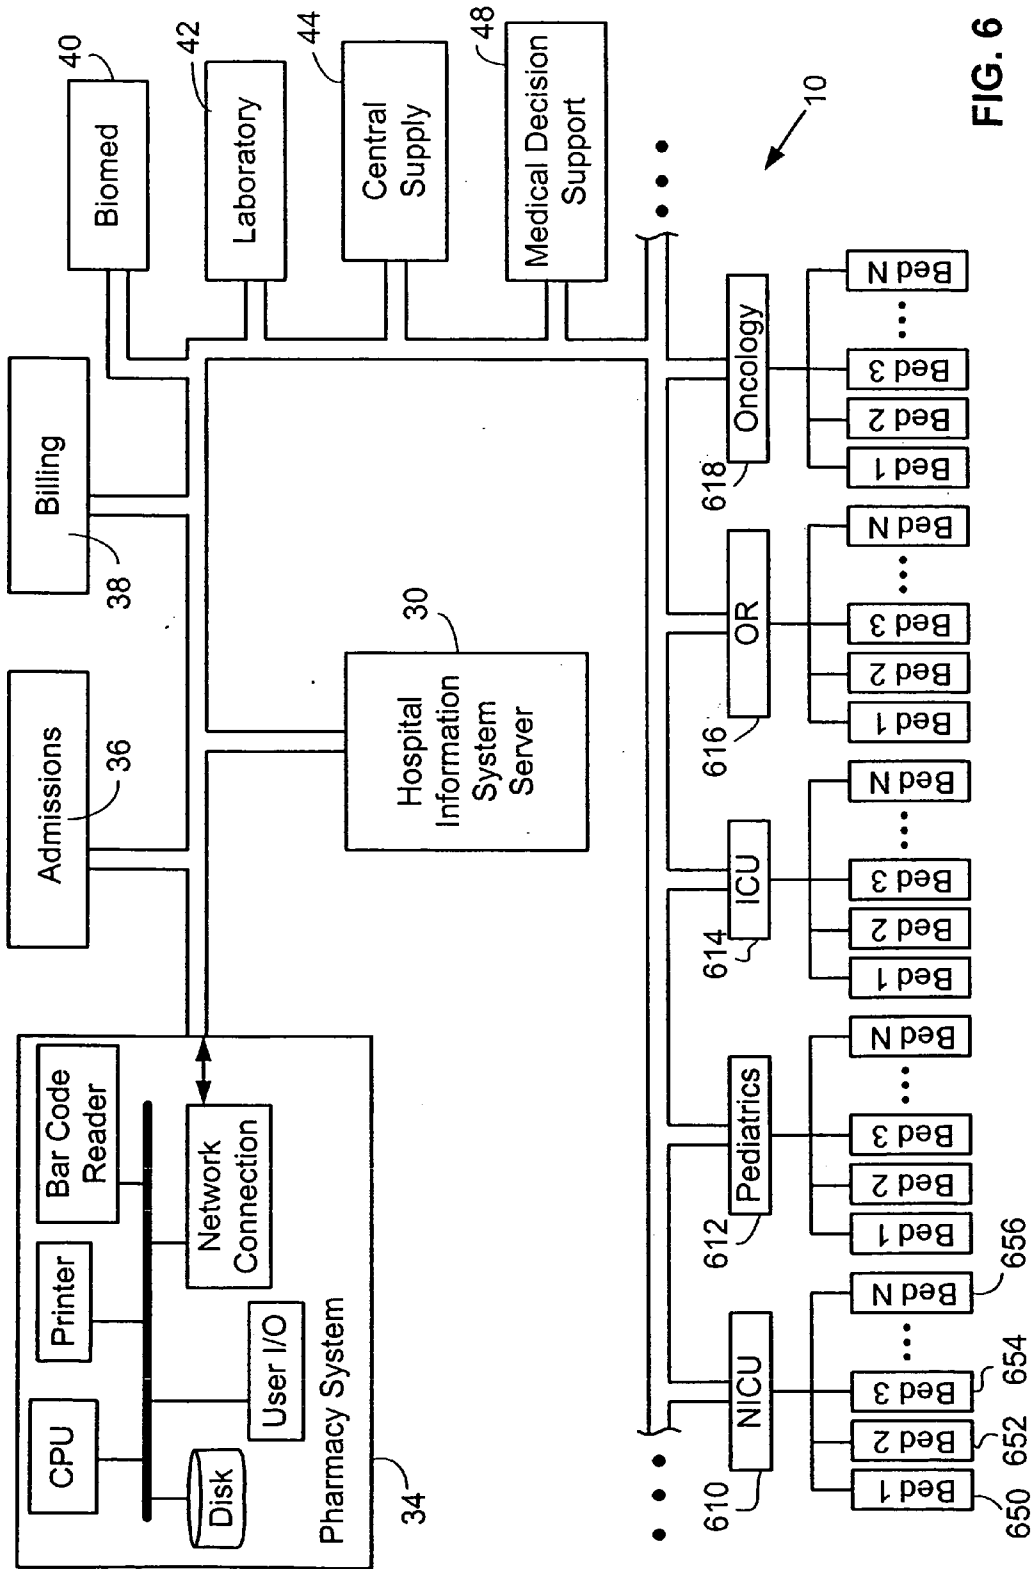 Pharmacy System
34
CPU
Printer
Bar Code
Reader
Disk
User I/O
Network
Connection
Admissions
36
Billing
38
Biomed
40
Laboratory
42
Central
Supply
44
Medical Decision
Support
48
Hospital
Information
System
Server
30
10
NICU
610
Bed 1
650
Bed 2
652
Bed 3
654
Bed N
656
Pediatrics
612
Bed 1
Bed 2
Bed 3
Bed N
ICU
614
Bed 1
Bed 2
Bed 3
Bed N
OR
616
Bed 1
Bed 2
Bed 3
Bed N
Oncology
618
Bed 1
Bed 2
Bed 3
Bed N
FIG. 6